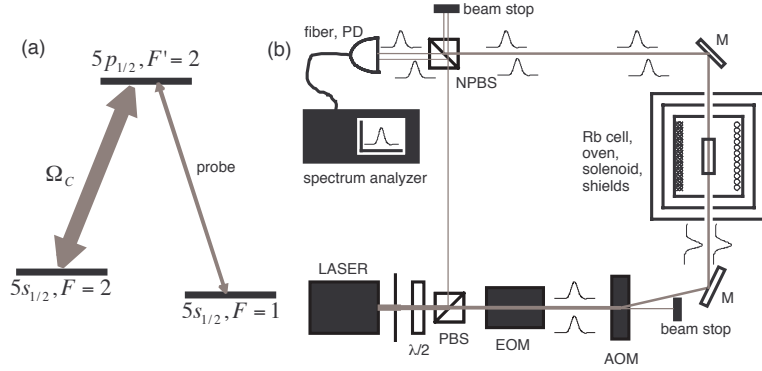 (a)
5p1/2, F' = 2
ΩC
probe
5s1/2, F = 2
5s1/2, F = 1
(b)
beam stop
fiber, PD
NPBS
M
spectrum analyzer
Rb cell,
oven,
solenoid,
shields
LASER
λ/2
PBS
EOM
AOM
M
beam stop